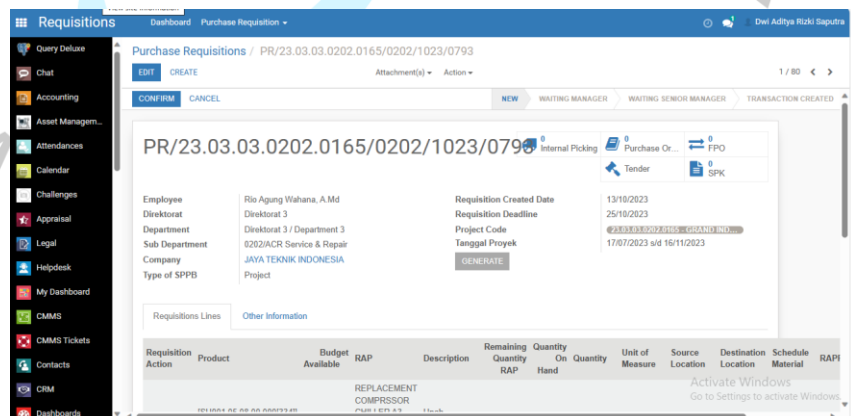 Requisitions Dashboard Purchase Requisition Dwi Aditya Rizki Saputra
Query Deluxe
Chat
Accounting
Asset Managem...
Attendances
Calendar
Challenges
Appraisal
Legal
Helpdesk
My Dashboard
CMMS
CMMS Tickets
Contacts
CRM
Dashboards
Purchase Requisitions / PR/23.03.03.0202.0165/0202/1023/0793
EDIT CREATE Attachment(s) Action 1 / 80
CONFIRM CANCEL NEW WAITING MANAGER WAITING SENIOR MANAGER TRANSACTION CREATED
PR/23.03.03.0202.0165/0202/1023/0793
0 Internal Picking
0 Purchase Or...
0 FPO
Tender
0 SPK
Employee Rio Agung Wahana, A.Md
Direktorat Direktorat 3
Department Direktorat 3 / Department 3
Sub Department 0202/ACR Service & Repair
Company JAYA TEKNIK INDONESIA
Type of SPPB Project
Requisition Created Date 13/10/2023
Requisition Deadline 25/10/2023
Project Code 23.03.03.0202.0165 - GRAND IND...
Tanggal Proyek 17/07/2023 s/d 16/11/2023
GENERATE
Requisitions Lines Other Information
Requisition Action Product Budget Available RAP Description Remaining Quantity RAP Quantity On Hand Quantity Unit of Measure Source Location Destination Location Schedule Material
REPLACEMENT
COMPRSSOR
Activate Windows
Go to Settings to activate Windows.